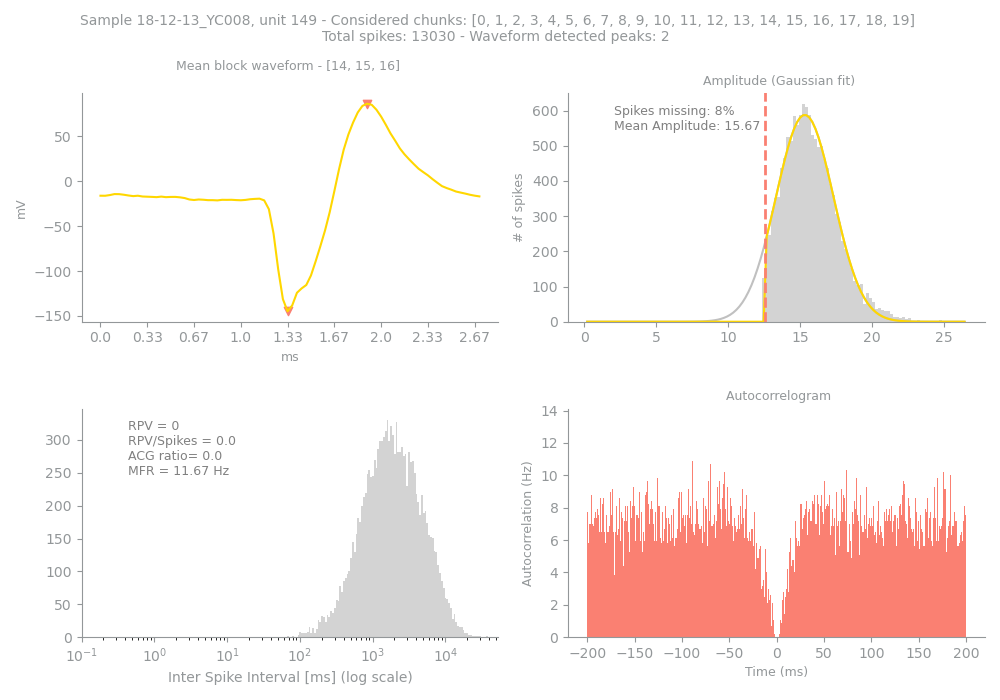 Sample 18-12-13_YC008, unit 149 - Considered chunks: [0, 1, 2, 3, 4, 5, 6, 7, 8, 9, 10, 11, 12, 13, 14, 15, 16, 17, 18, 19]
Total spikes: 13030 - Waveform detected peaks: 2
Mean block waveform - [14, 15, 16]
50
0
−50
−100
−150
mV
0.0 0.33 0.67 1.0 1.33 1.67 2.0 2.33 2.67
ms
Amplitude (Gaussian fit)
Spikes missing: 8%
Mean Amplitude: 15.67
600
500
400
300
200
100
0
# of spikes
0 5 10 15 20 25
RPV = 0
RPV/Spikes = 0.0
ACG ratio= 0.0
MFR = 11.67 Hz
300
250
200
150
100
50
0
10⁻¹ 10⁰ 10¹ 10² 10³ 10⁴
Inter Spike Interval [ms] (log scale)
Autocorrelogram
14
12
10
8
6
4
2
0
Autocorrelation (Hz)
−200 −150 −100 −50 0 50 100 150 200
Time (ms)